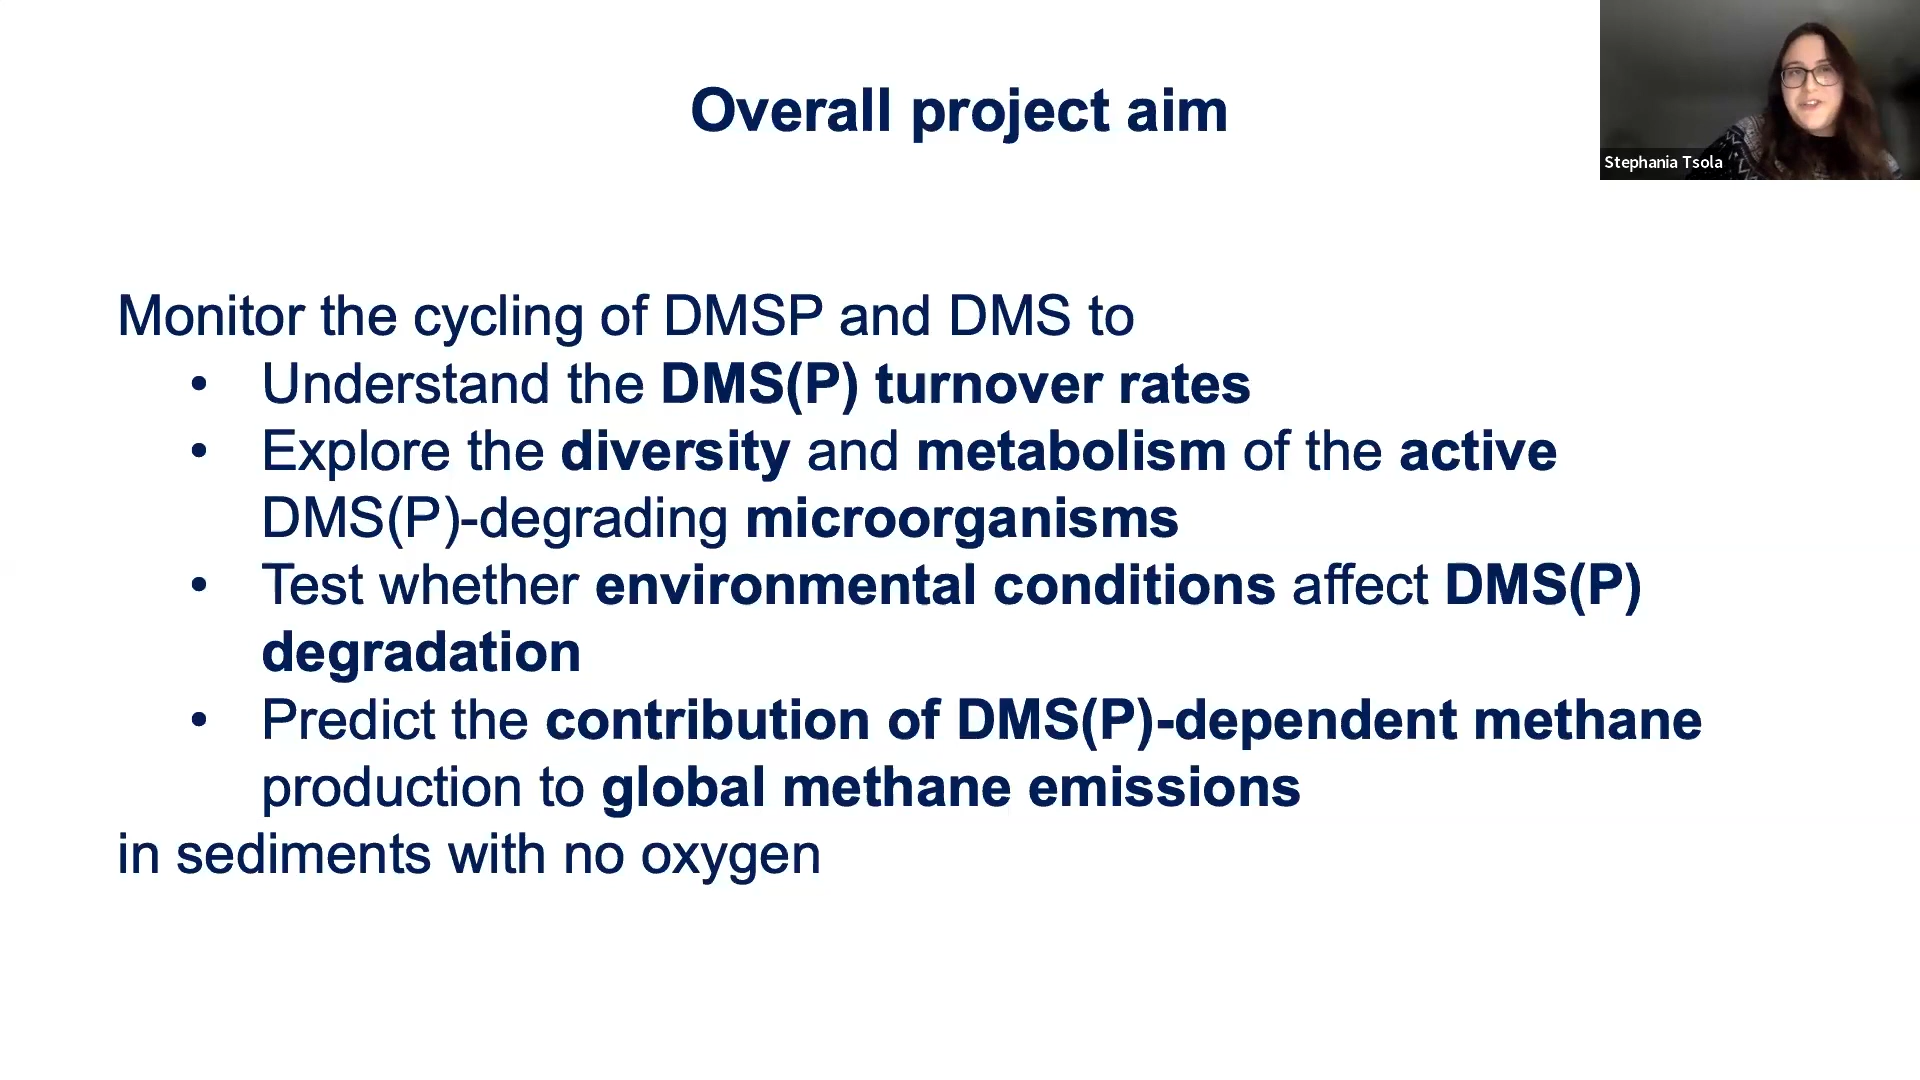 Overall project aim
Stephania Tsola
Monitor the cycling of DMSP and DMS to
• Understand the DMS(P) turnover rates
• Explore the diversity and metabolism of the active
DMS(P)-degrading microorganisms
• Test whether environmental conditions affect DMS(P)
degradation
• Predict the contribution of DMS(P)-dependent methane
production to global methane emissions
in sediments with no oxygen